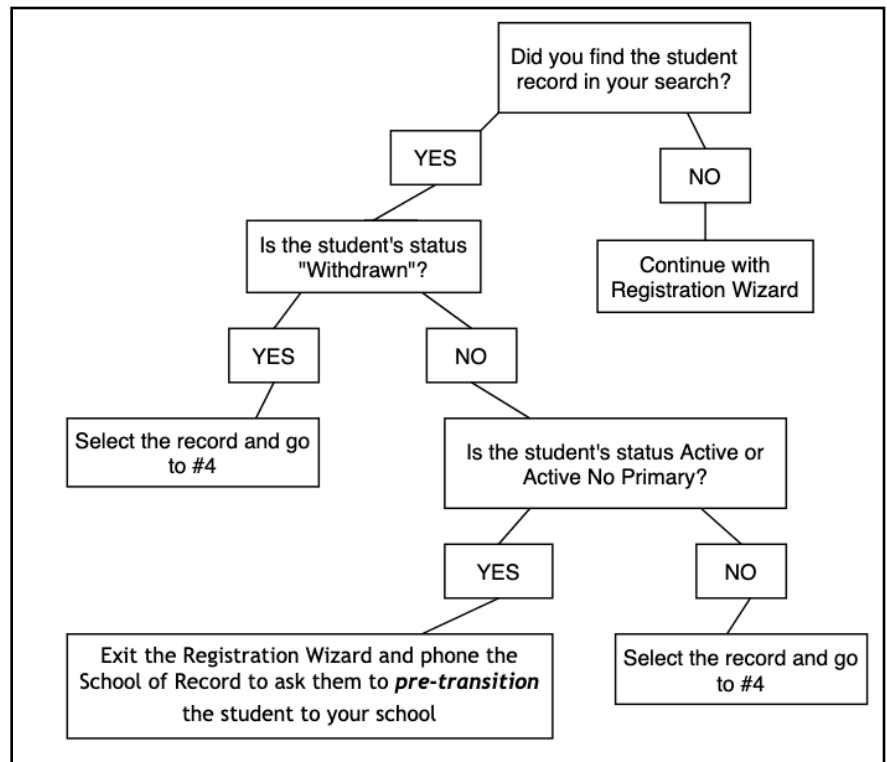 Did you find the student
record in your search?
YES
NO
Is the student's status
"Withdrawn"?
Continue with
Registration Wizard
YES
NO
Select the record and go
to #4
Is the student's status Active or
Active No Primary?
YES
NO
Exit the Registration Wizard and phone the
School of Record to ask them to pre-transition
the student to your school
Select the record and go
to #4